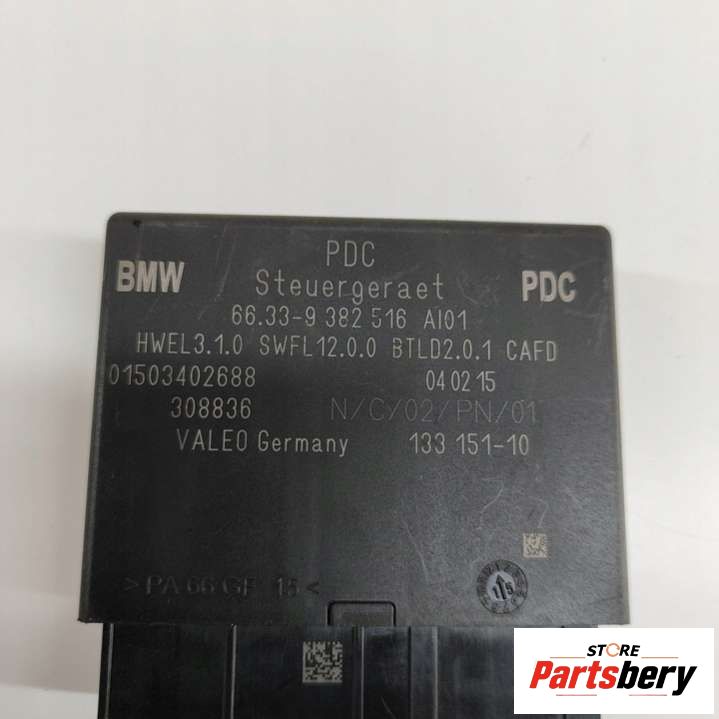 PDC
BMW Steuergeraet PDC
66.33-9 382 516 AI01
HWEL3.1.0 SWFL12.0.0 BTLD2.0.1 CAFD
01503402688 04 02 15
308836 N/C/02/PN/01
VALEO Germany 133 151-10
>PA 66 GF 15<
15
STORE
Partsbery